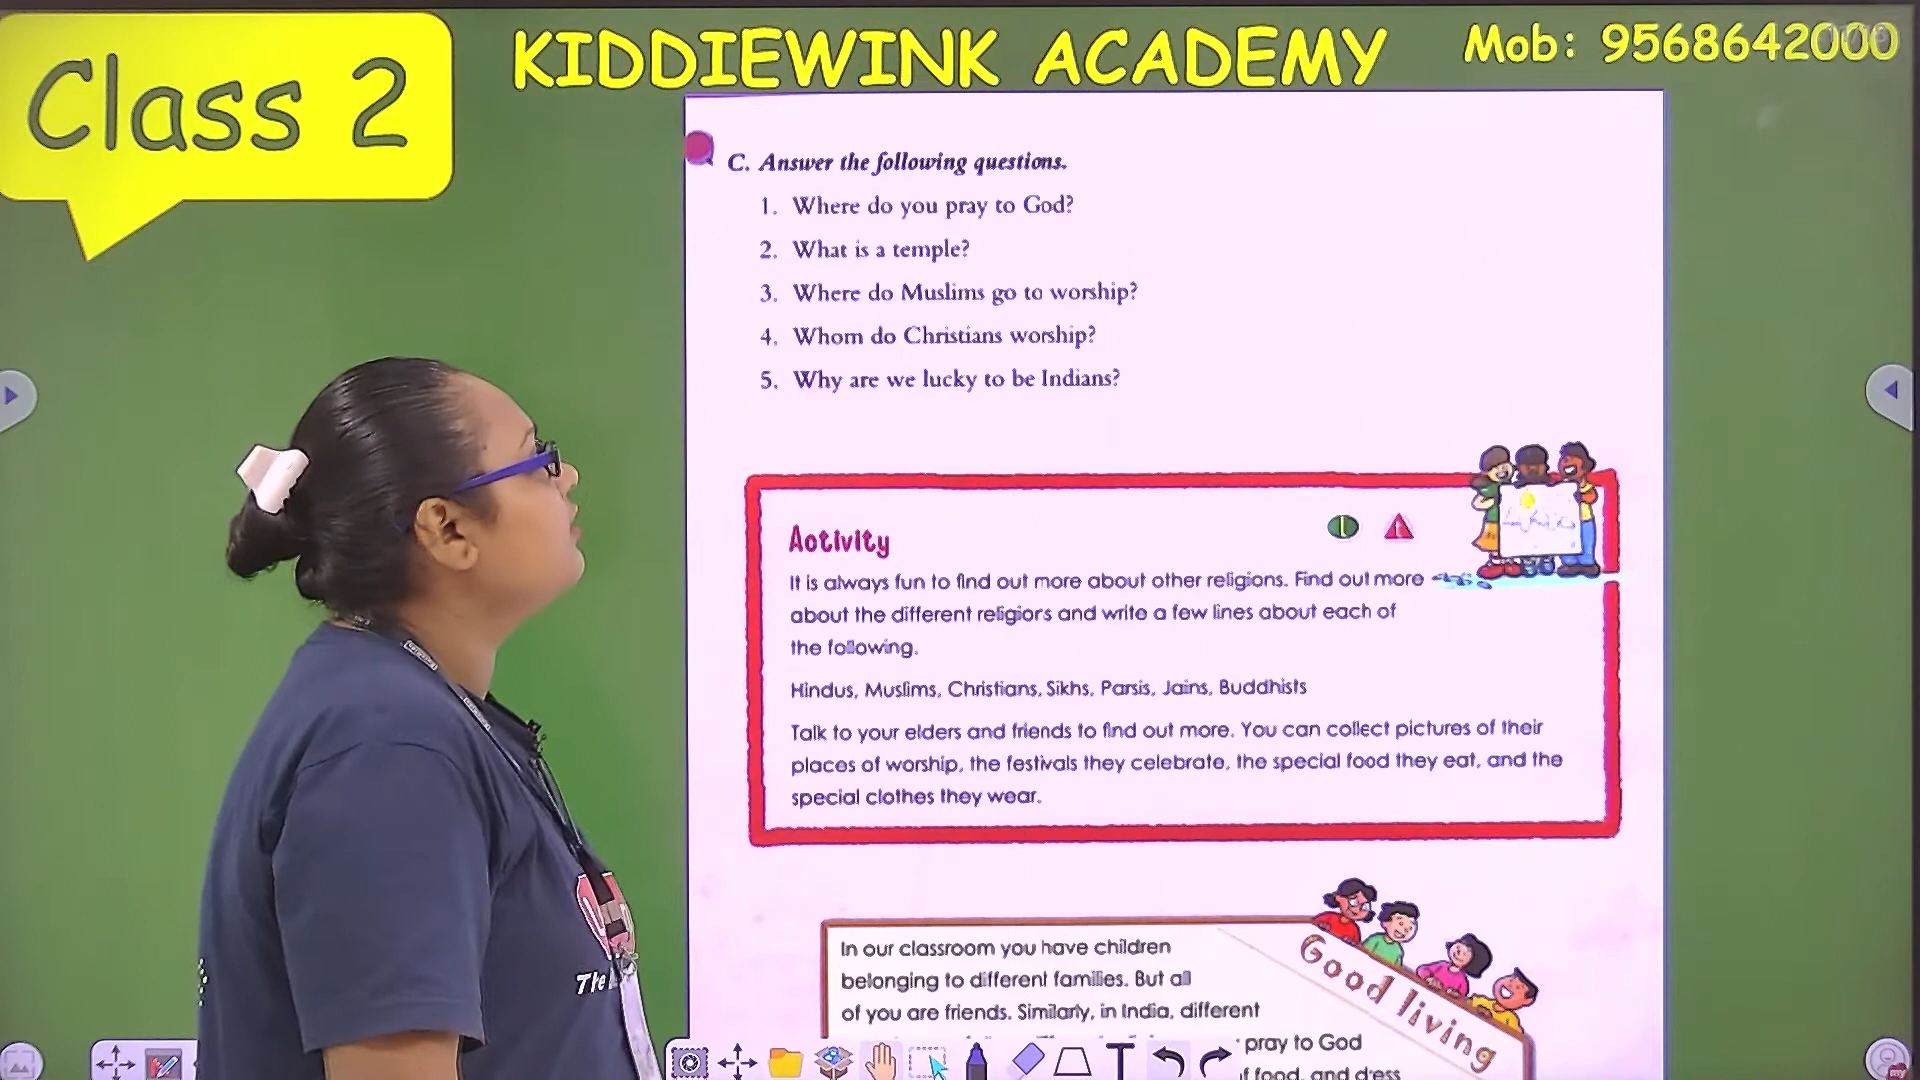 Class 2
KIDDIEWINK ACADEMY
Mob: 9568642000
C. Answer the following questions.
1. Where do you pray to God?
2. What is a temple?
3. Where do Muslims go to worship?
4. Whom do Christians worship?
5. Why are we lucky to be Indians?
Activity
It is always fun to find out more about other religions. Find out more
about the different religions and write a few lines about each of
the following.
Hindus, Muslims, Christians, Sikhs, Parsis, Jains, Buddhists
Talk to your elders and friends to find out more. You can collect pictures of their
places of worship, the festivals they celebrate, the special food they eat, and the
special clothes they wear.
Good living
In our classroom you have children
belonging to different families. But all
of you are friends. Similarly, in India, different
pray to God
food, and dress
The